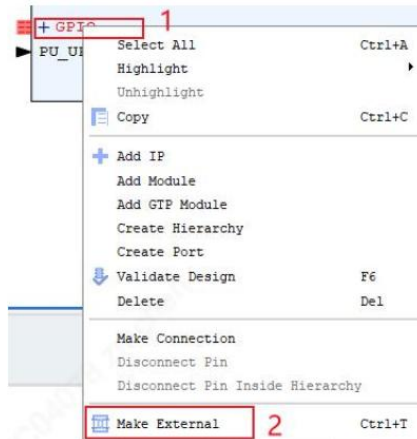 1
+ GPIO
PU_U
Select All Ctrl+A
Highlight
Unhighlight
Copy Ctrl+C
Add IP
Add Module
Add GTP Module
Create Hierarchy
Create Port
Validate Design F6
Delete Del
Make Connection
Disconnect Pin
Disconnect Pin Inside Hierarchy
Make External 2 Ctrl+T